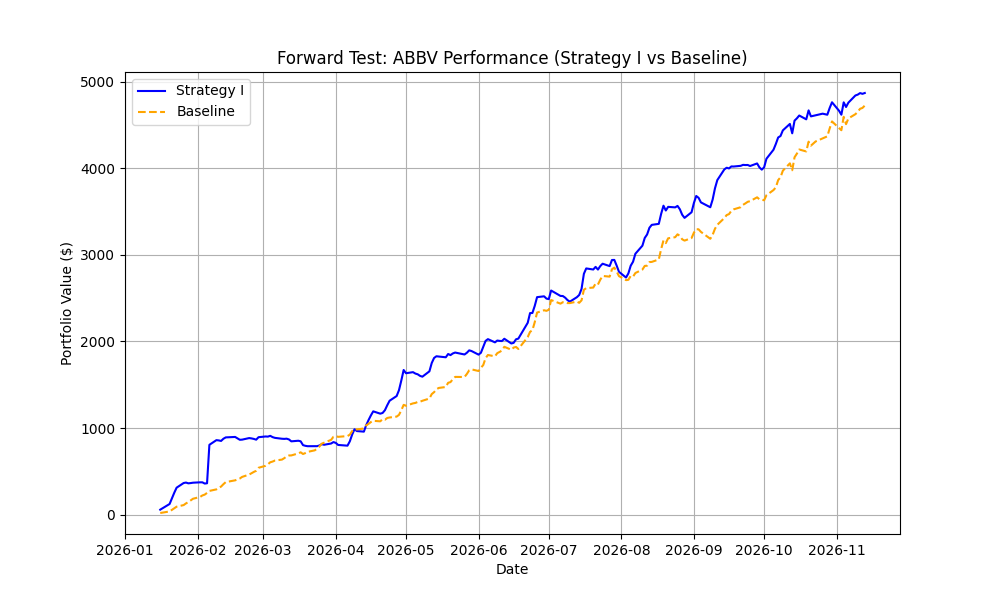 Forward Test: ABBV Performance (Strategy I vs Baseline)
Strategy I
Baseline
Portfolio Value ($)
5000
4000
3000
2000
1000
0
2026-01 2026-02 2026-03 2026-04 2026-05 2026-06 2026-07 2026-08 2026-09 2026-10 2026-11
Date